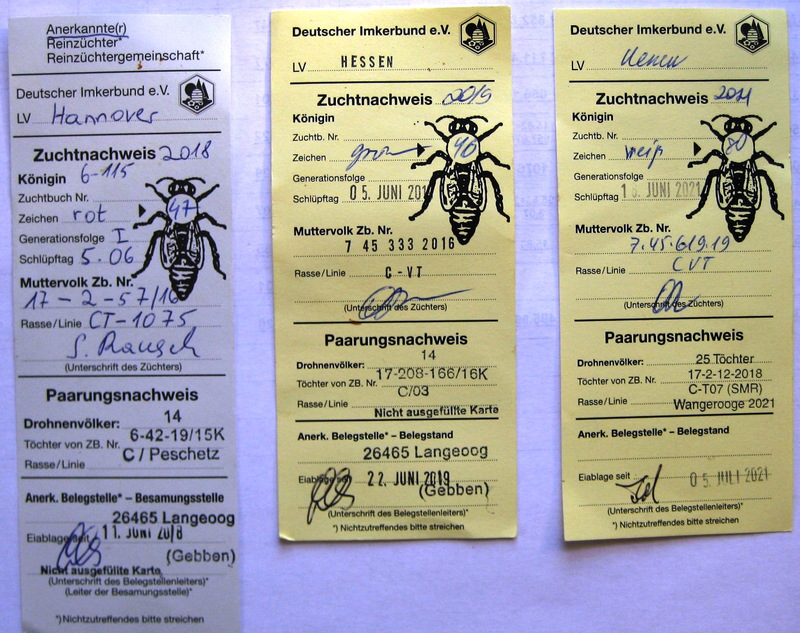 Anerkannte(r)
Reinzüchter*
Reinzüchtergemeinschaft*
Deutscher Imkerbund e.V.
LV Hannover
Zuchtnachweis 2018
Königin 6-115
Zuchtbuch Nr.
Zeichen rot 47
Generationsfolge I
Schlüpftag 5.06
Muttervolk Zb. Nr.
17-2-57/16
Rasse/Linie CT-1075
(Unterschrift des Züchters)
Paarungsnachweis
14
Drohnenvölker:
6-42-19/15K
Töchter von ZB. Nr.
C / Peschetz
Rasse/Linie
Anerk. Belegstelle* – Besamungsstelle
26465 Langeoog
Eiablage seit 11. JUNI 2018
(Gebben)
Nicht ausgefüllte Karte
(Unterschrift des Belegstellenleiters)*
(Leiter der Besamungsstelle)*
*) Nichtzutreffendes bitte streichen
Deutscher Imkerbund e.V.
LV HESSEN
Zuchtnachweis 2019
Königin
Zuchtb. Nr.
Zeichen grün 46
Generationsfolge
Schlüpftag 05. JUNI 201
Muttervolk Zb. Nr.
7 45 333 2016
Rasse/Linie C-VT
(Unterschrift des Züchters)
Paarungsnachweis
14
Drohnenvölker:
17-208-166/16K
Töchter von ZB. Nr.
C/03
Rasse/Linie
Nicht ausgefüllte Karte
Anerk. Belegstelle* – Belegstand
26465 Langeoog
Eiablage seit 22. JUNI 2019
(Gebben)
(Unterschrift des Belegstellenleiters)*
*) Nichtzutreffendes bitte streichen
Deutscher Imkerbund e.V.
LV
Zuchtnachweis 2021
Königin
Zuchtb. Nr.
Zeichen weiß 80
Generationsfolge
Schlüpftag JUNI 2021
Muttervolk Zb. Nr.
7.45.619.19
Rasse/Linie CVT
(Unterschrift des Züchters)
Paarungsnachweis
Drohnenvölker: 25 Töchter
Töchter von ZB. Nr. 17-2-12-2018
C-T07 (SMR)
Rasse/Linie Wangerooge 2021
Anerk. Belegstelle* – Belegstand
Eiablage seit 05. JULI 2021
(Unterschrift des Belegstellenleiters)*
*) Nichtzutreffendes bitte streichen